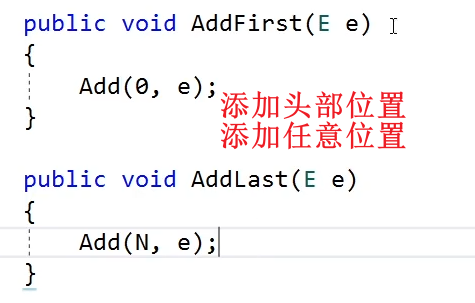 public void AddFirst(E e)
{
Add(0, e);
添加头部位置
}
添加任意位置
public void AddLast(E e)
{
Add(N, e);
}